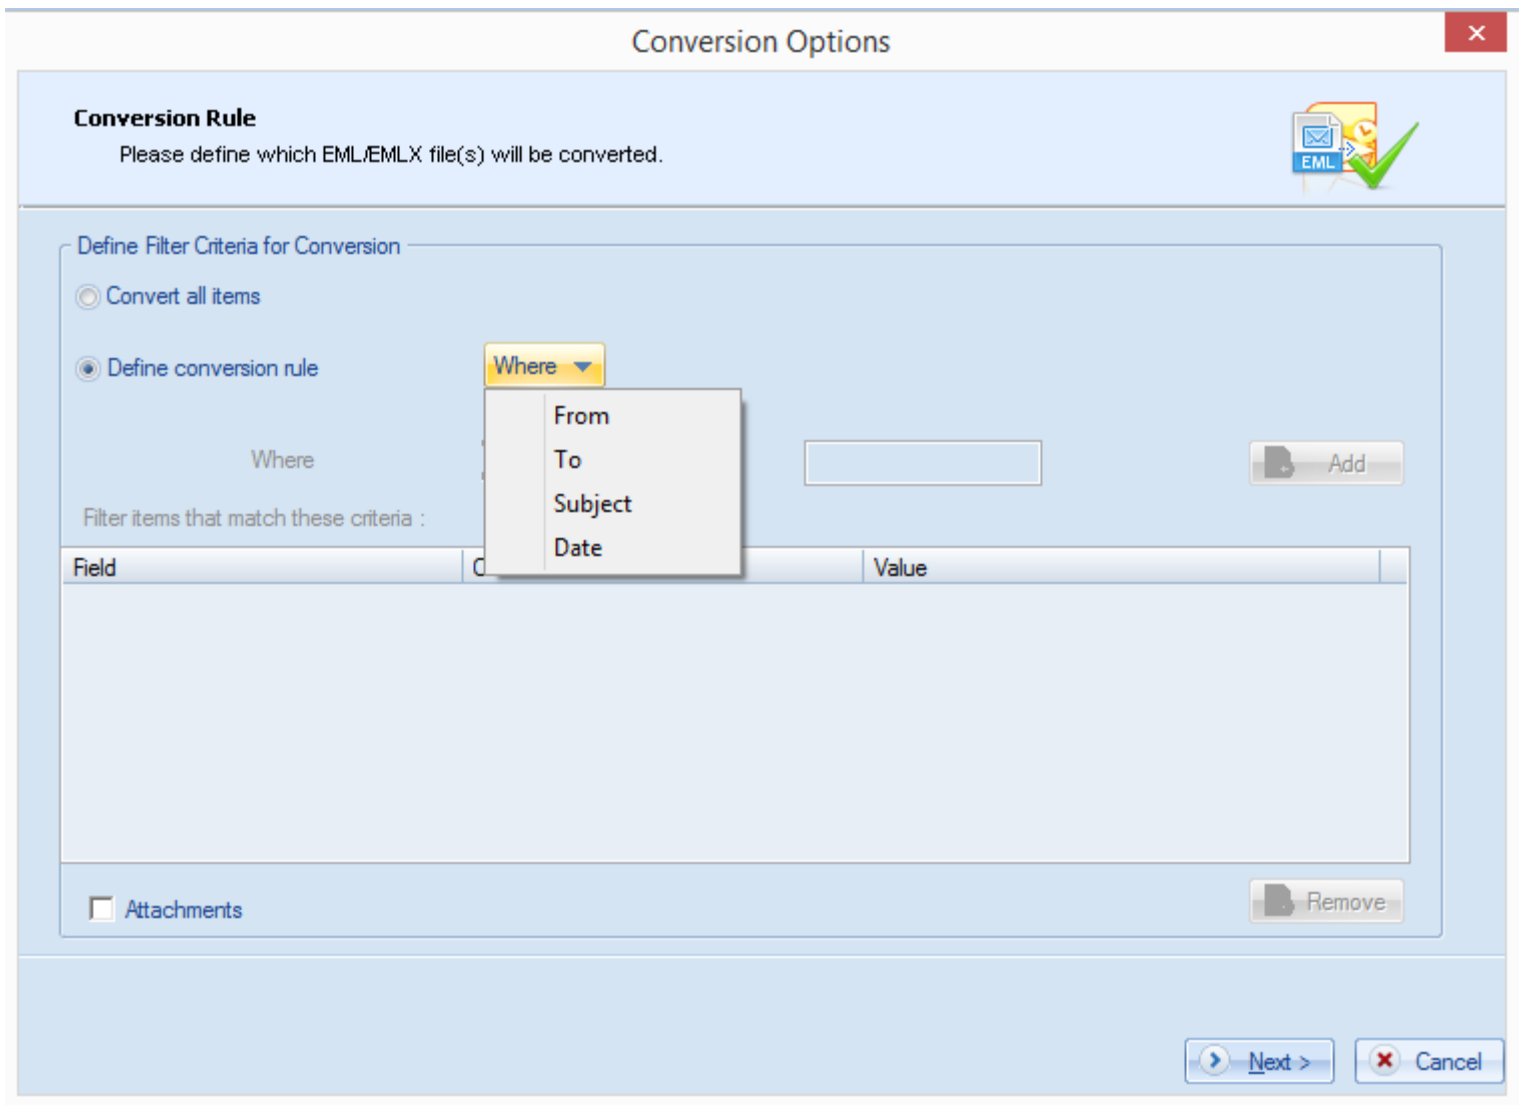 Conversion Options
Conversion Rule
Please define which EML/EMLX file(s) will be converted.
EML
Define Filter Criteria for Conversion
Convert all items
Define conversion rule
Where
From
To
Subject
Date
Where
Add
Filter items that match these criteria :
Field
Value
Attachments
Remove
Next >
Cancel